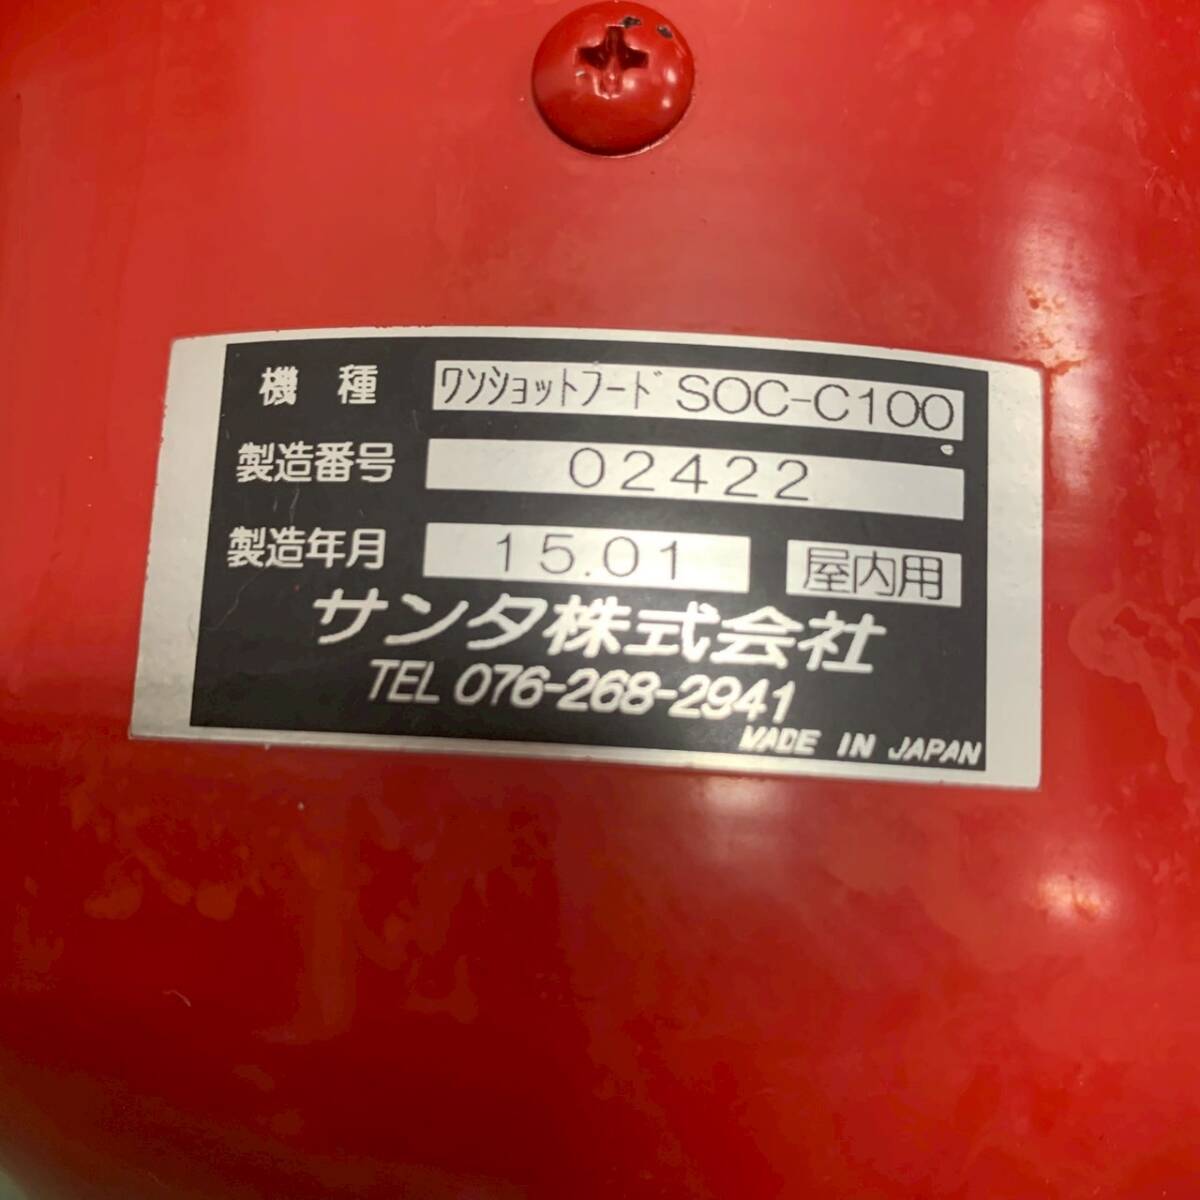 機種 ワンショットフード SOC-C100
製造番号 02422
製造年月 15.01 屋内用
サンタ株式会社
TEL 076-268-2941
MADE IN JAPAN